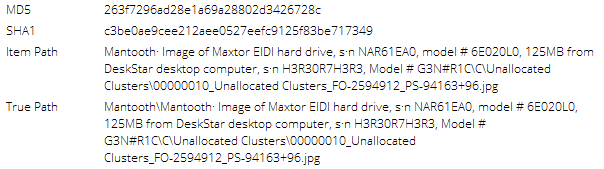 MD5 263f7296ad28e1a69a28802d3426728c
SHA1 c3be0ae9cee212aee0527eefc9125f83be717349
Item Path Mantooth· Image of Maxtor EIDI hard drive, s·n NAR61EA0, model # 6E020L0, 125MB from
DeskStar desktop computer, s·n H3R30R7H3R3, Model # G3N#R1C\C\Unallocated
Clusters\00000010_Unallocated Clusters_FO-2594912_PS-94163+96.jpg
True Path Mantooth\Mantooth· Image of Maxtor EIDI hard drive, s·n NAR61EA0, model # 6E020L0,
125MB from DeskStar desktop computer, s·n H3R30R7H3R3, Model #
G3N#R1C\C\Unallocated Clusters\00000010_Unallocated
Clusters_FO-2594912_PS-94163+96.jpg